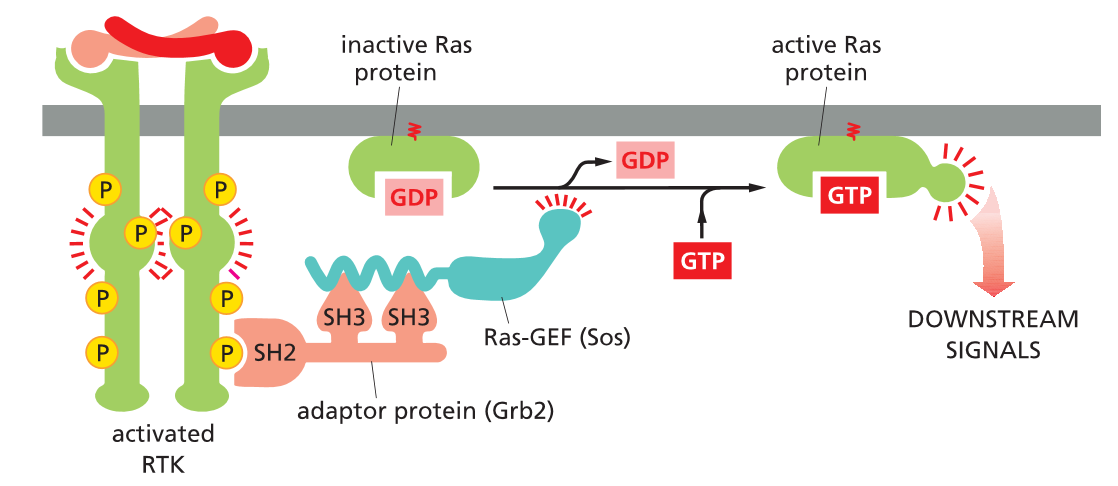 inactive Ras
protein
active Ras
protein
GDP
GDP
GTP
GTP
P
P
P
P
P
P
P
P
SH3
SH3
SH2
Ras-GEF (Sos)
adaptor protein (Grb2)
activated
RTK
DOWNSTREAM
SIGNALS